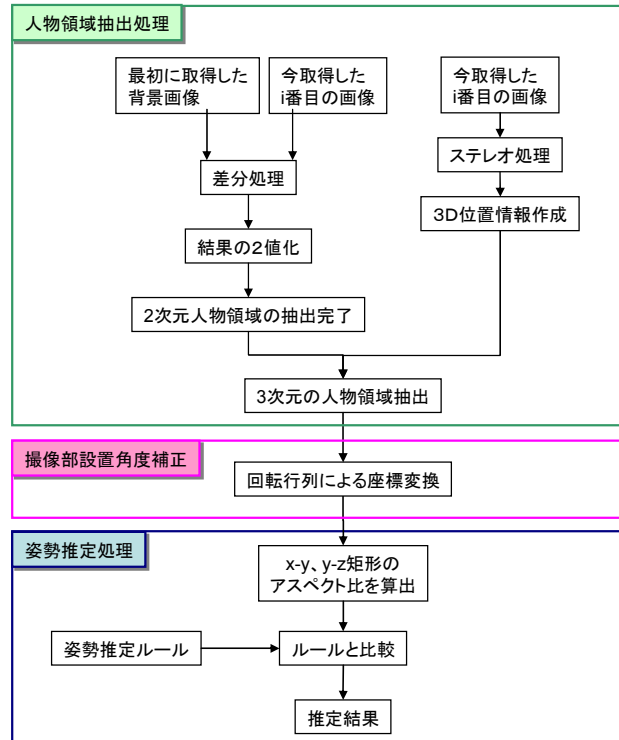 人物領域抽出処理
最初に取得した
背景画像
今取得した
i番目の画像
今取得した
i番目の画像
差分処理
ステレオ処理
結果の2値化
3D位置情報作成
2次元人物領域の抽出完了
3次元の人物領域抽出
撮像部設置角度補正
回転行列による座標変換
姿勢推定処理
x-y、y-z矩形の
アスペクト比を算出
姿勢推定ルール
ルールと比較
推定結果